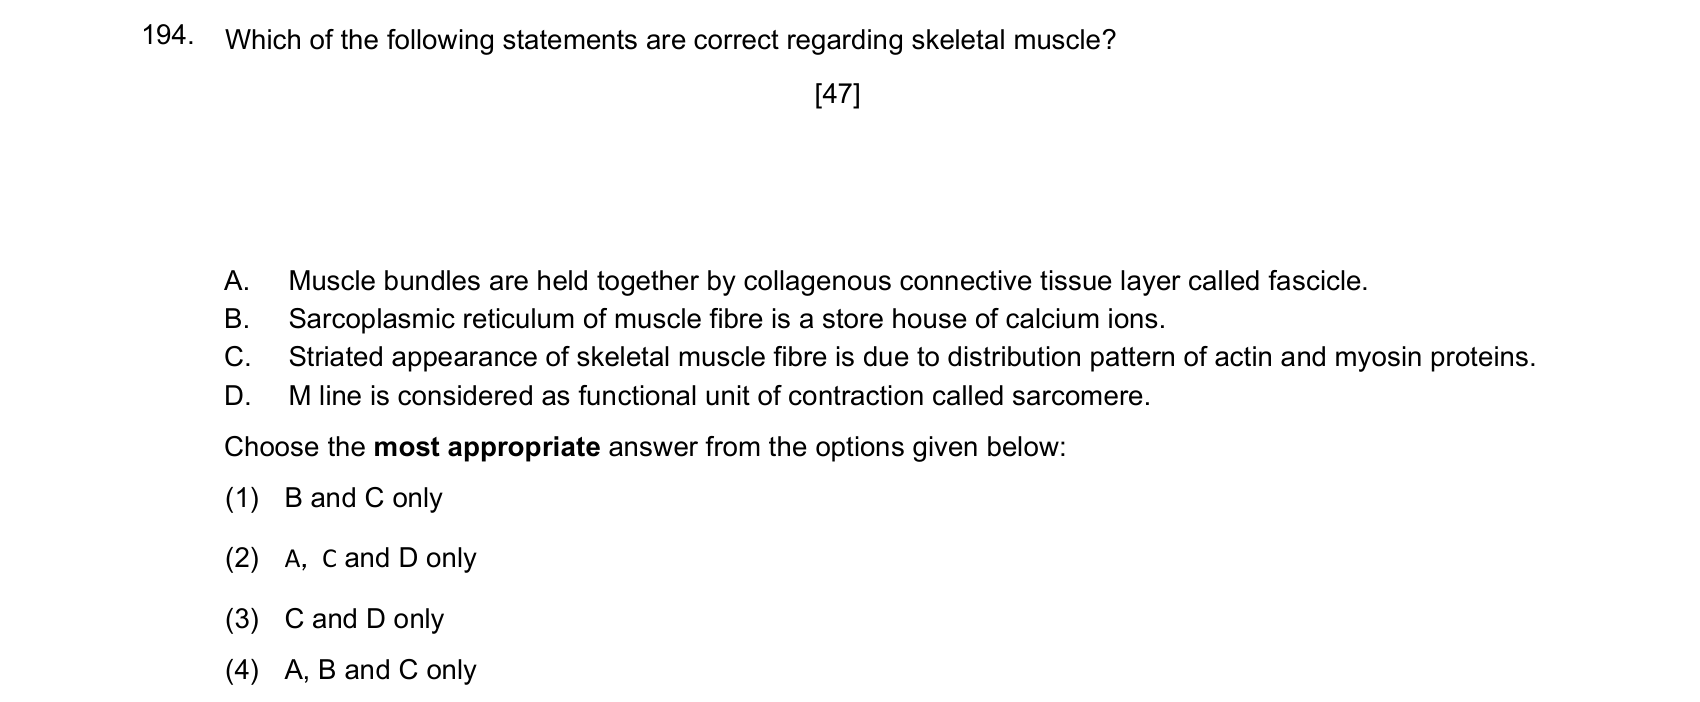 194. Which of the following statements are correct regarding skeletal muscle?
[47]
A. Muscle bundles are held together by collagenous connective tissue layer called fascicle.
B. Sarcoplasmic reticulum of muscle fibre is a store house of calcium ions.
C. Striated appearance of skeletal muscle fibre is due to distribution pattern of actin and myosin proteins.
D. M line is considered as functional unit of contraction called sarcomere.
Choose the most appropriate answer from the options given below:
(1) B and C only
(2) A, C and D only
(3) C and D only
(4) A, B and C only